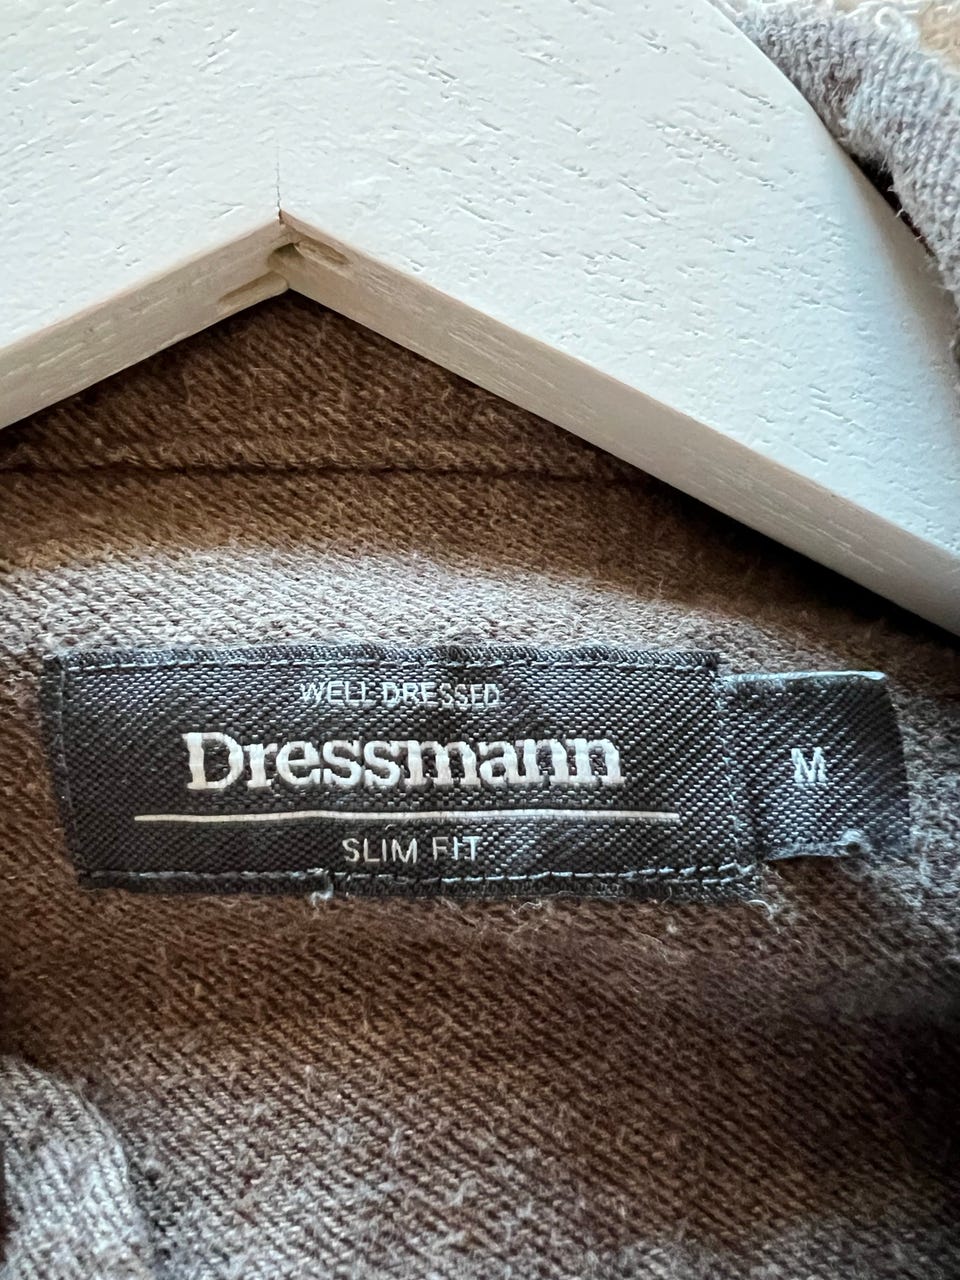 WELL DRESSED
Dressmann
SLIM FIT
M